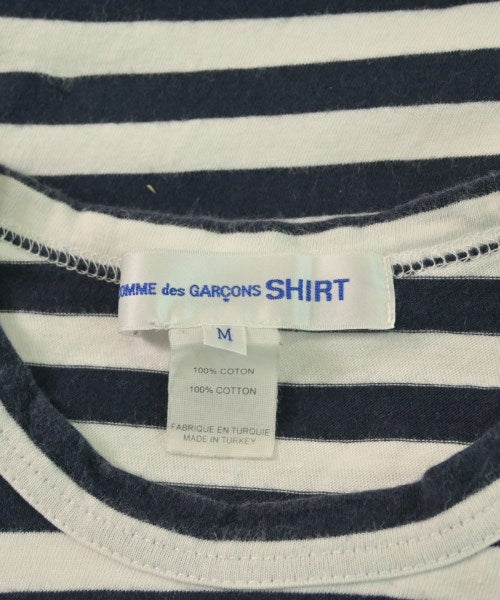 OMME des GARÇONS SHIRT
M
100% COTON
100% COTTON
FABRIQUE EN TURQUIE
MADE IN TURKEY